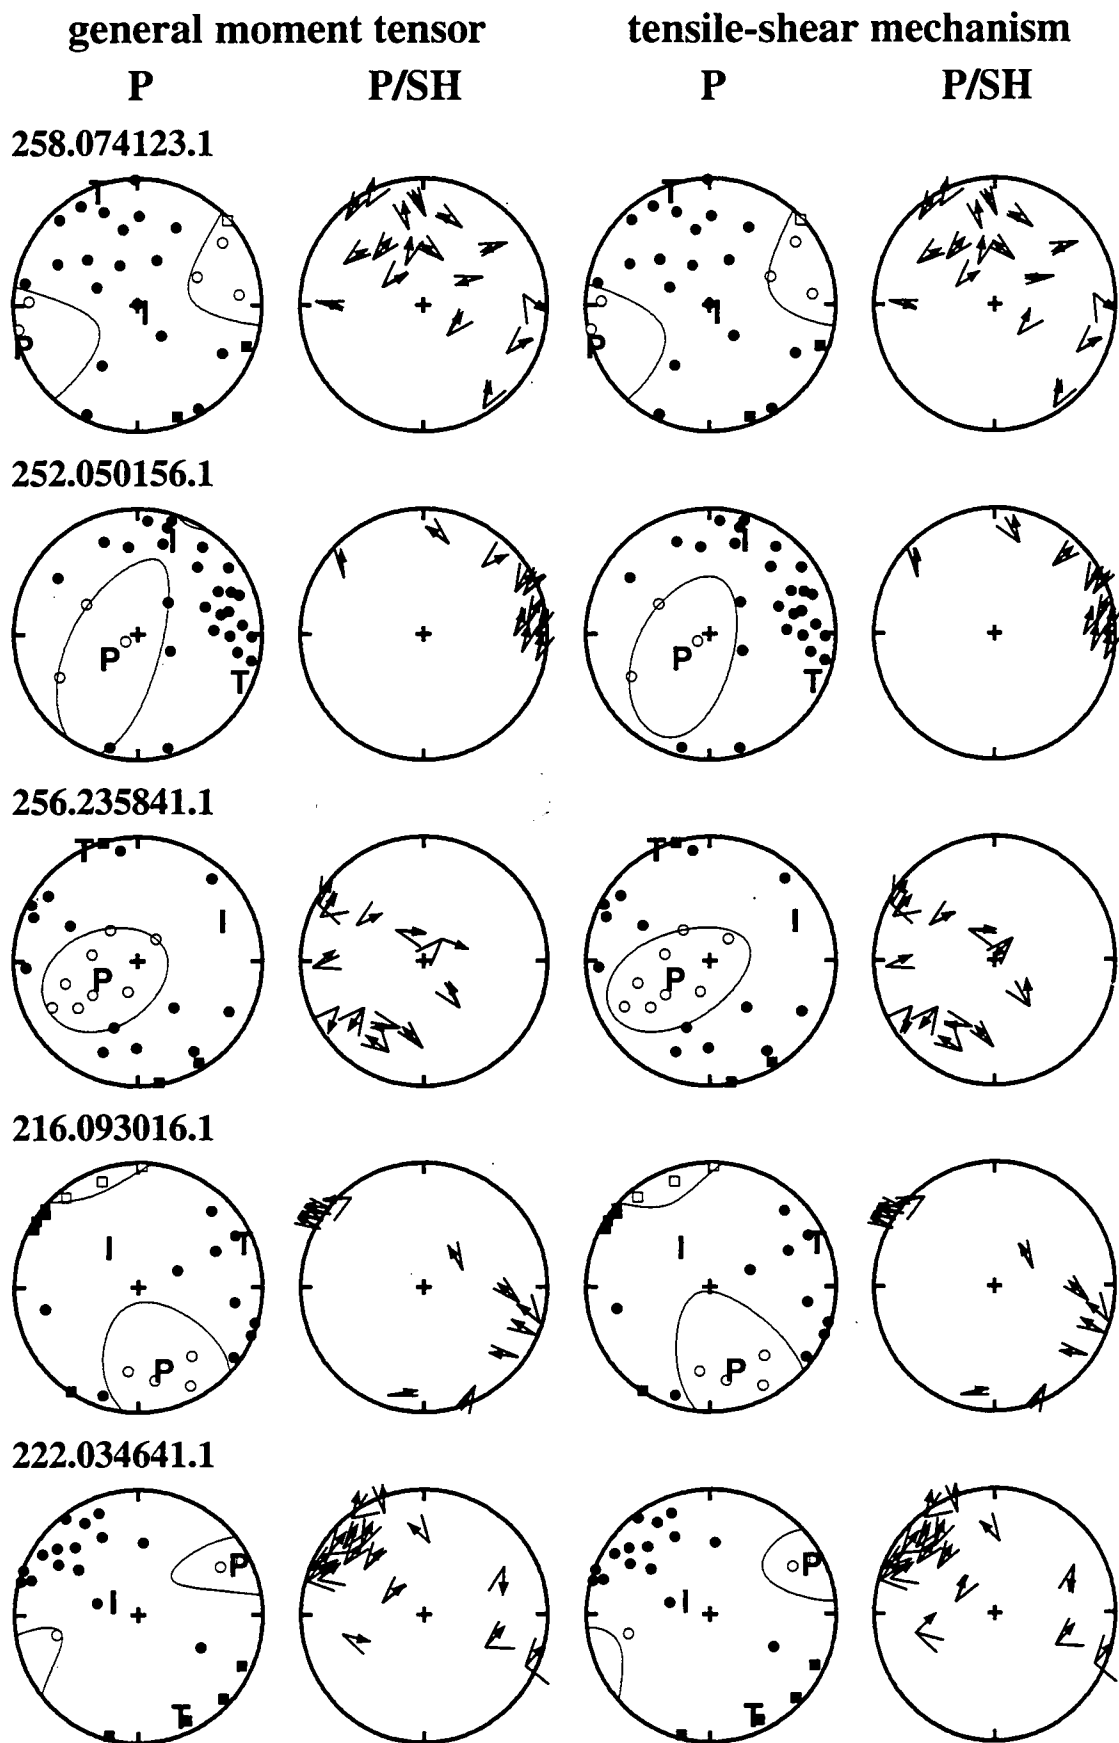 general moment tensor tensile-shear mechanism
P P/SH P P/SH
258.074123.1
T T
I I
P P
252.050156.1
I I
P P
T T
256.235841.1
T T
I I
P P
216.093016.1
I T I T
P P
222.034641.1
P P
I I
T T